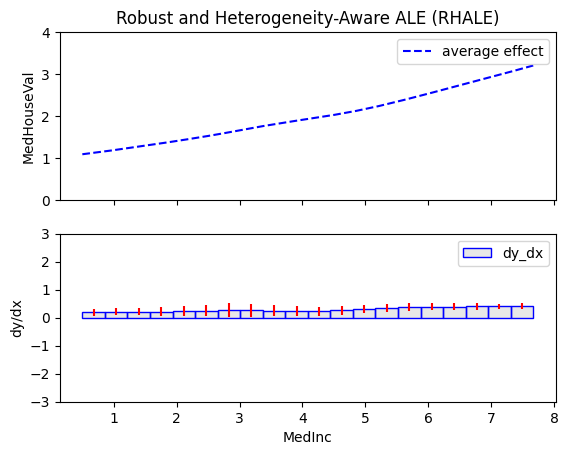 Robust and Heterogeneity-Aware ALE (RHALE)
4
3
2
1
0
MedHouseVal
average effect
3
2
1
0
−1
−2
−3
dy/dx
dy_dx
1 2 3 4 5 6 7 8
MedInc